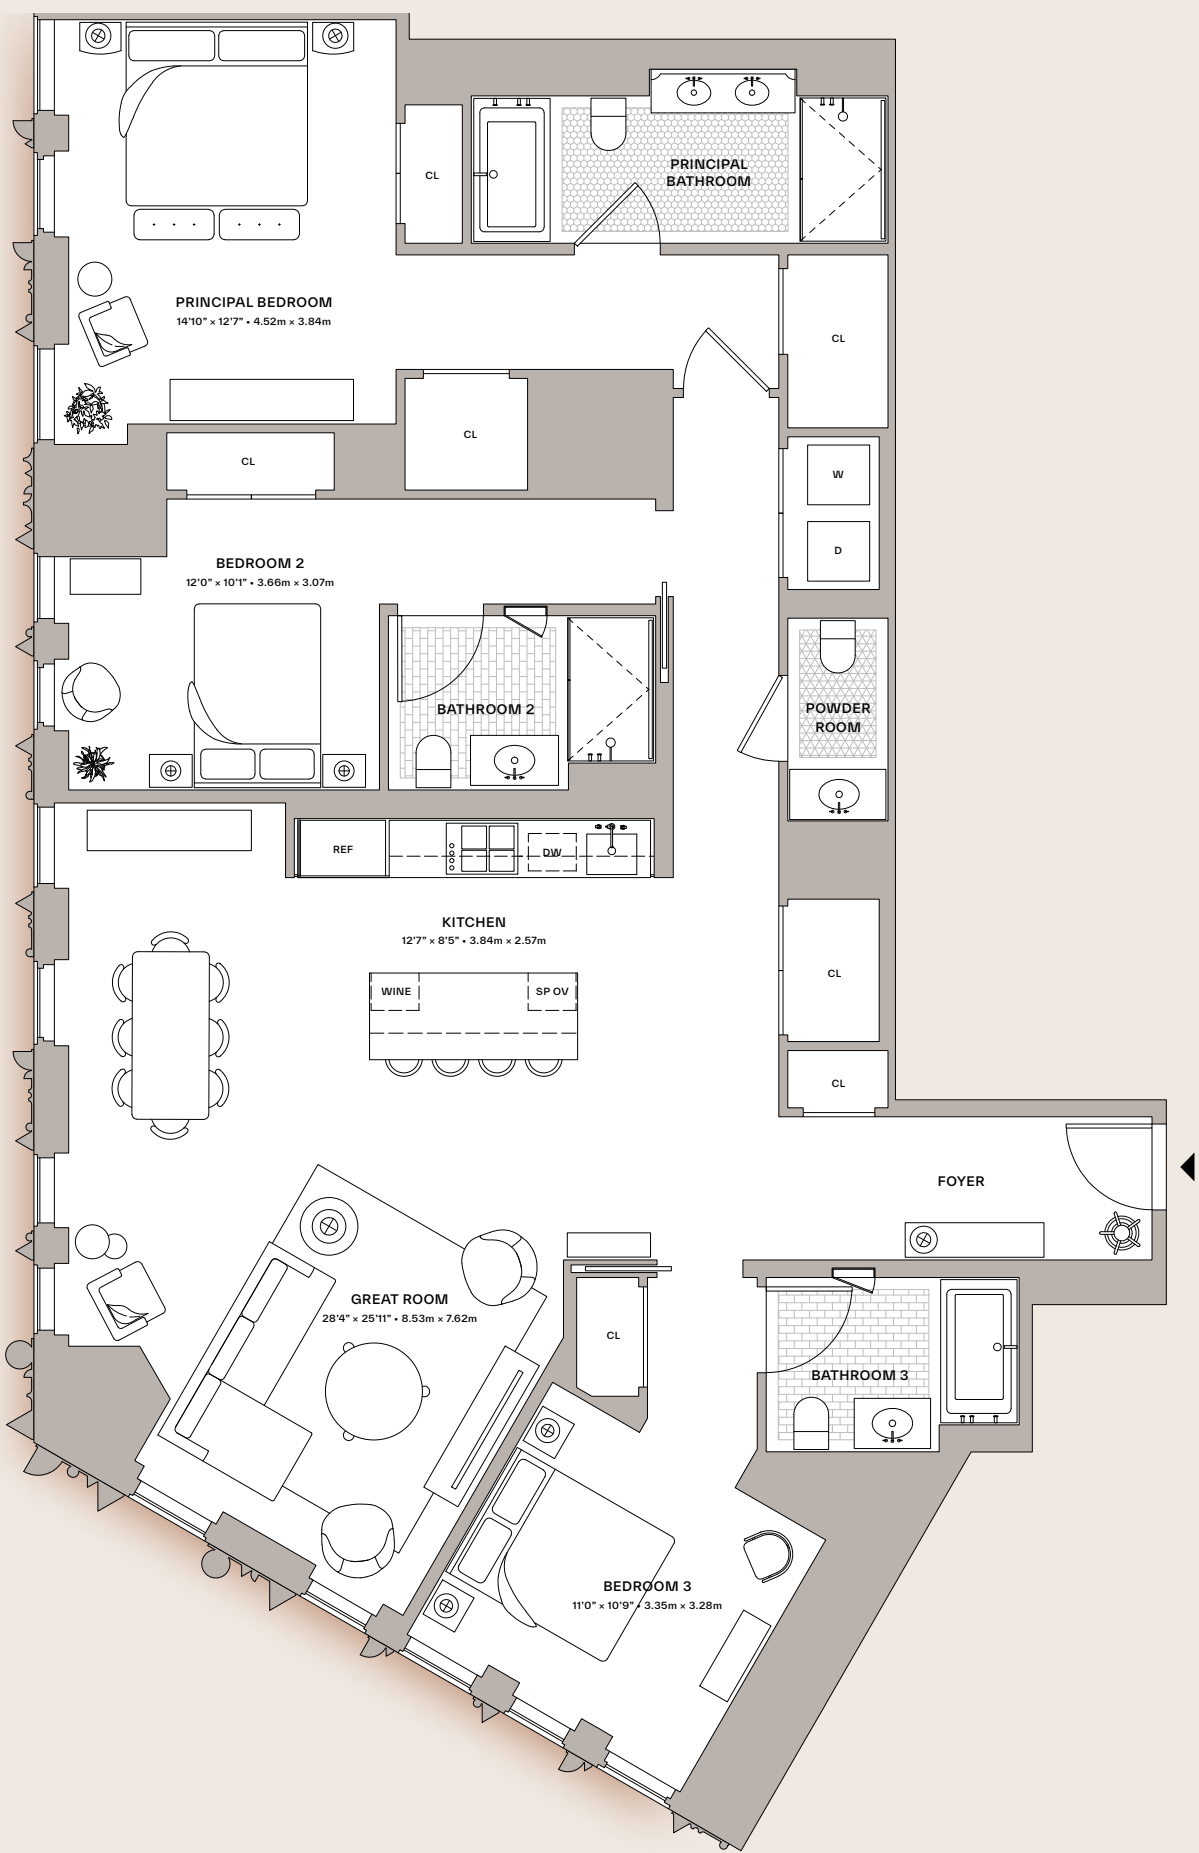 PRINCIPAL
BATHROOM
CL
PRINCIPAL BEDROOM
14'10" × 12'7" • 4.52m × 3.84m
CL
CL
CL
W
D
BEDROOM 2
12'0" × 10'1" • 3.66m × 3.07m
BATHROOM 2
POWDER
ROOM
REF
DW
KITCHEN
12'7" × 8'5" • 3.84m × 2.57m
WINE
SP OV
CL
CL
FOYER
GREAT ROOM
28'4" × 25'11" • 8.53m × 7.62m
CL
BATHROOM 3
BEDROOM 3
11'0" × 10'9" • 3.35m × 3.28m